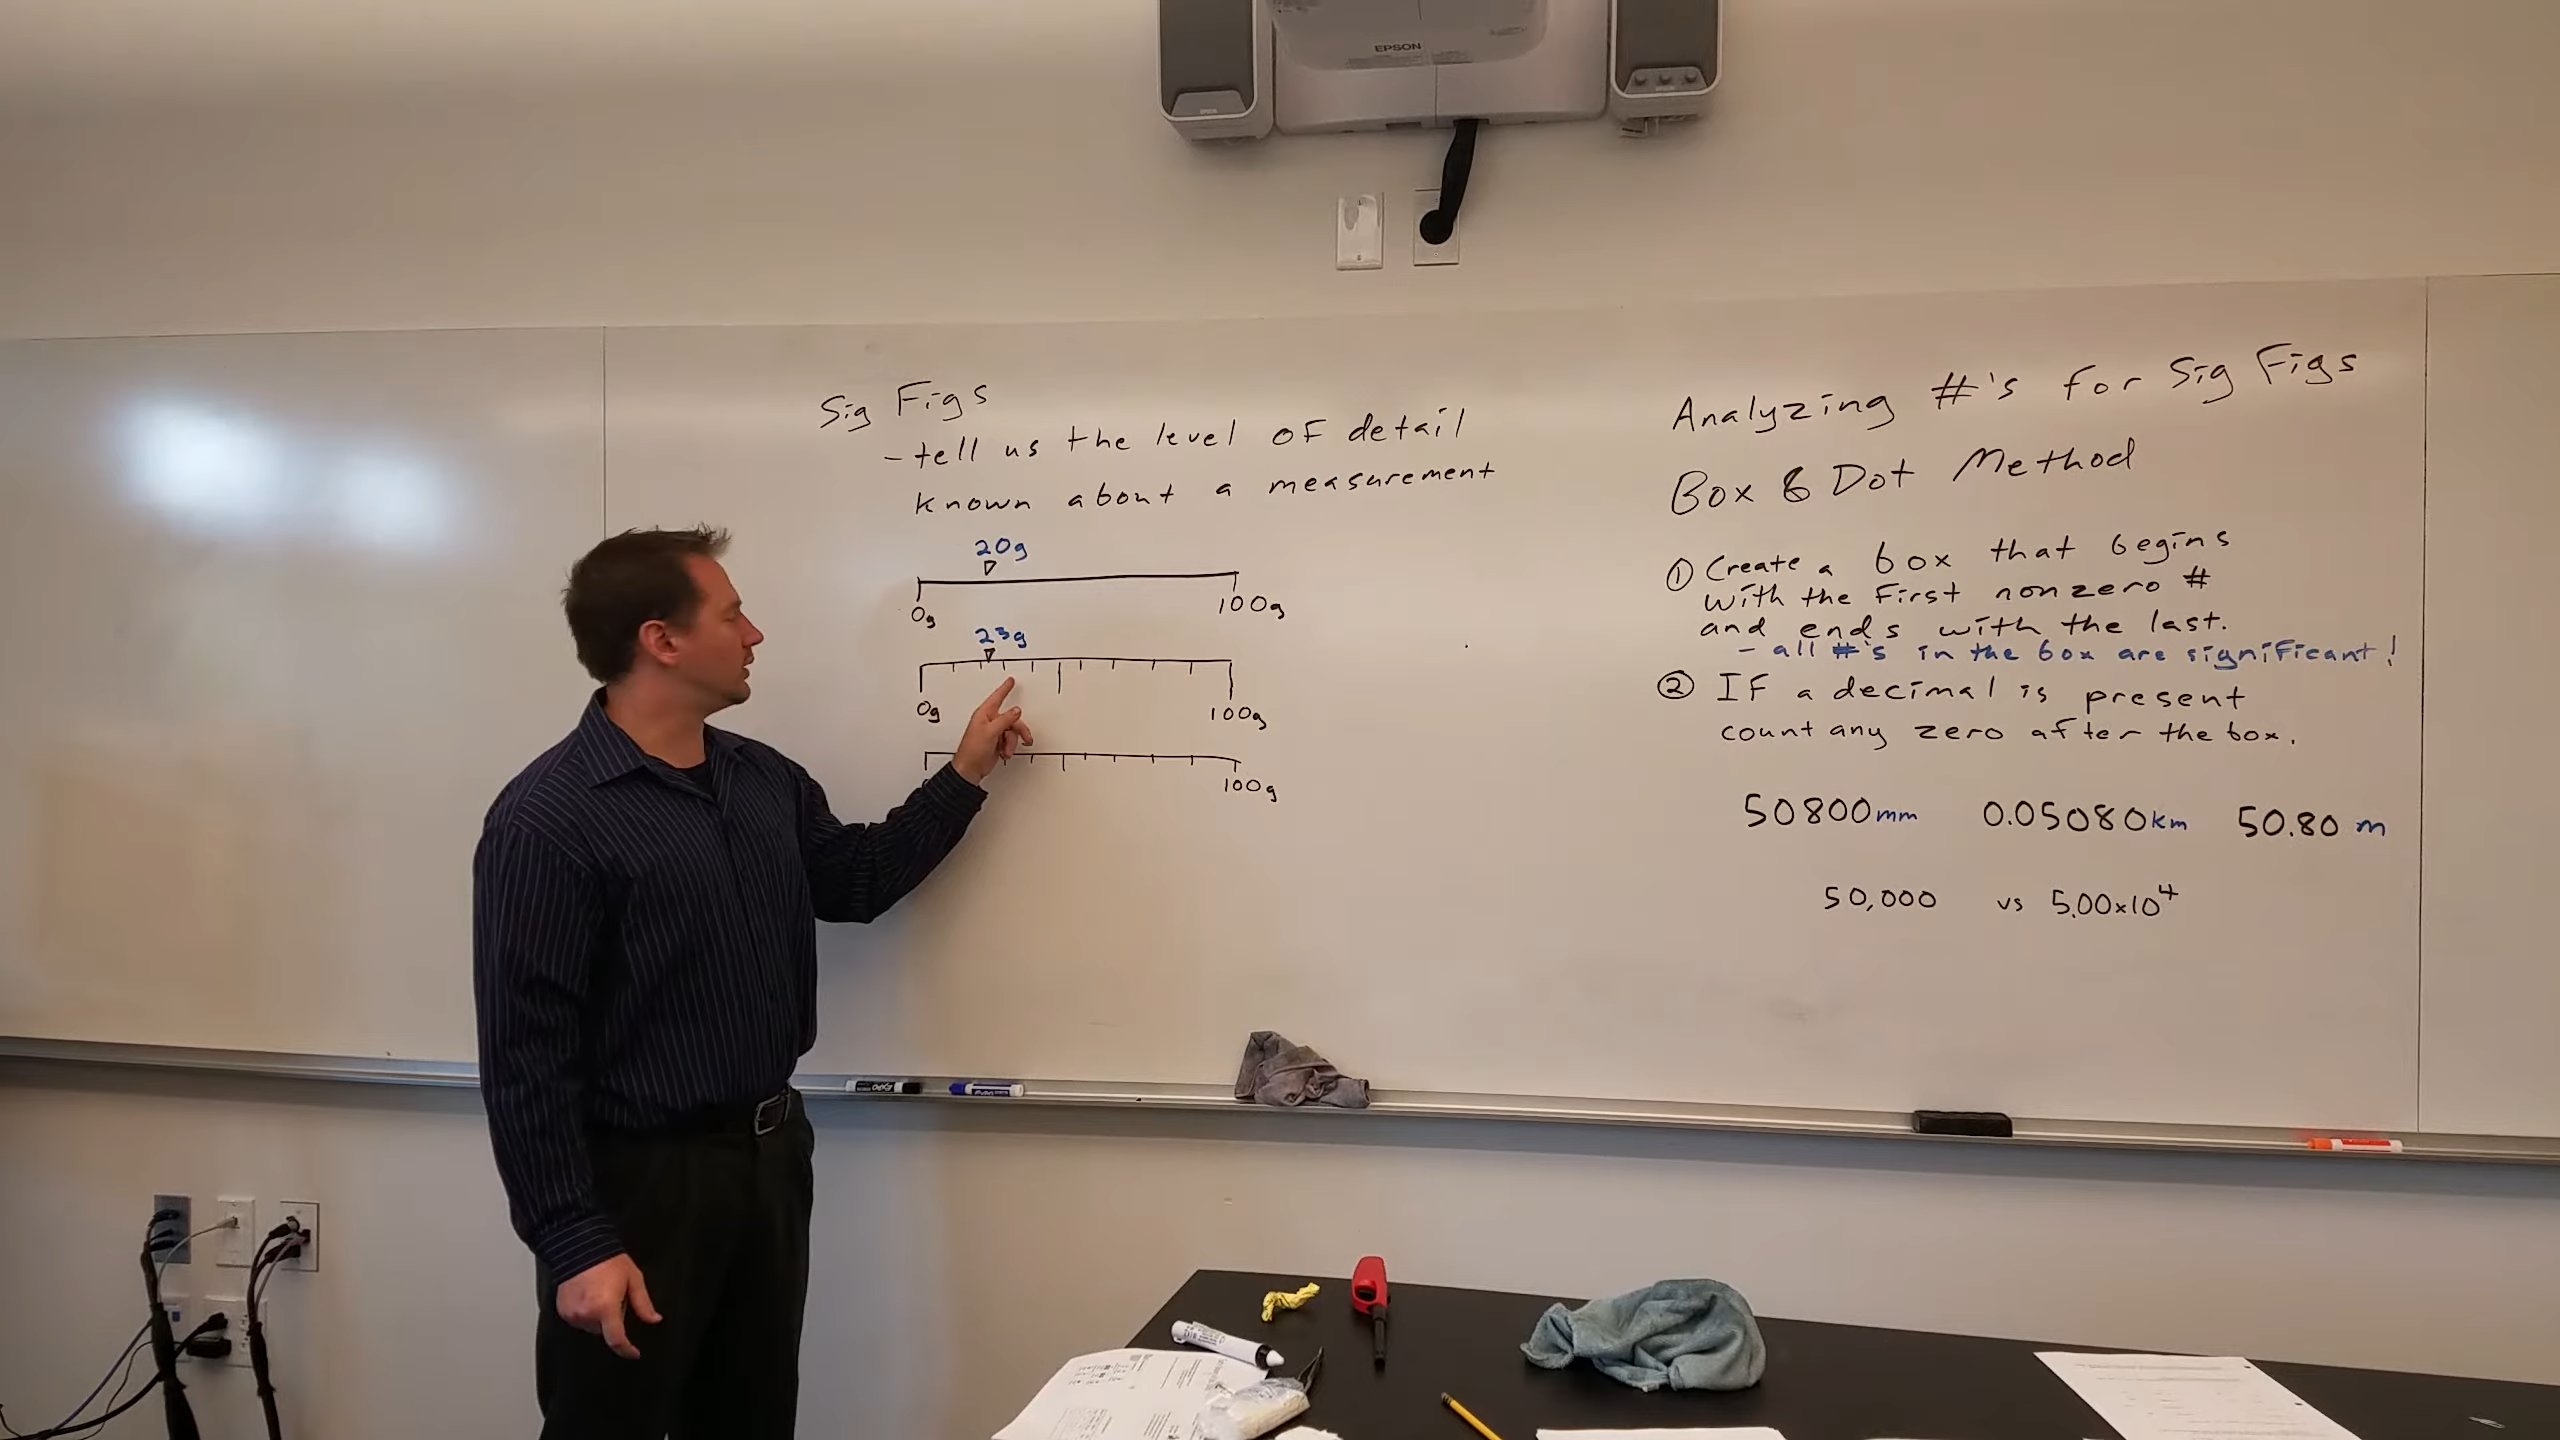 EPSON
Sig Figs
- tell us the level of detail
known about a measurement
20g
0g 100g
23g
0g 100g
100g
Analyzing #'s for Sig Figs
Box & Dot Method
① Create a box that begins
with the First nonzero #
and ends with the last.
- all #'s in the box are significant!
② IF a decimal is present
count any zero after the box.
50800mm 0.05080km 50.80 m
50,000 vs 5.00x10⁴
EXPO